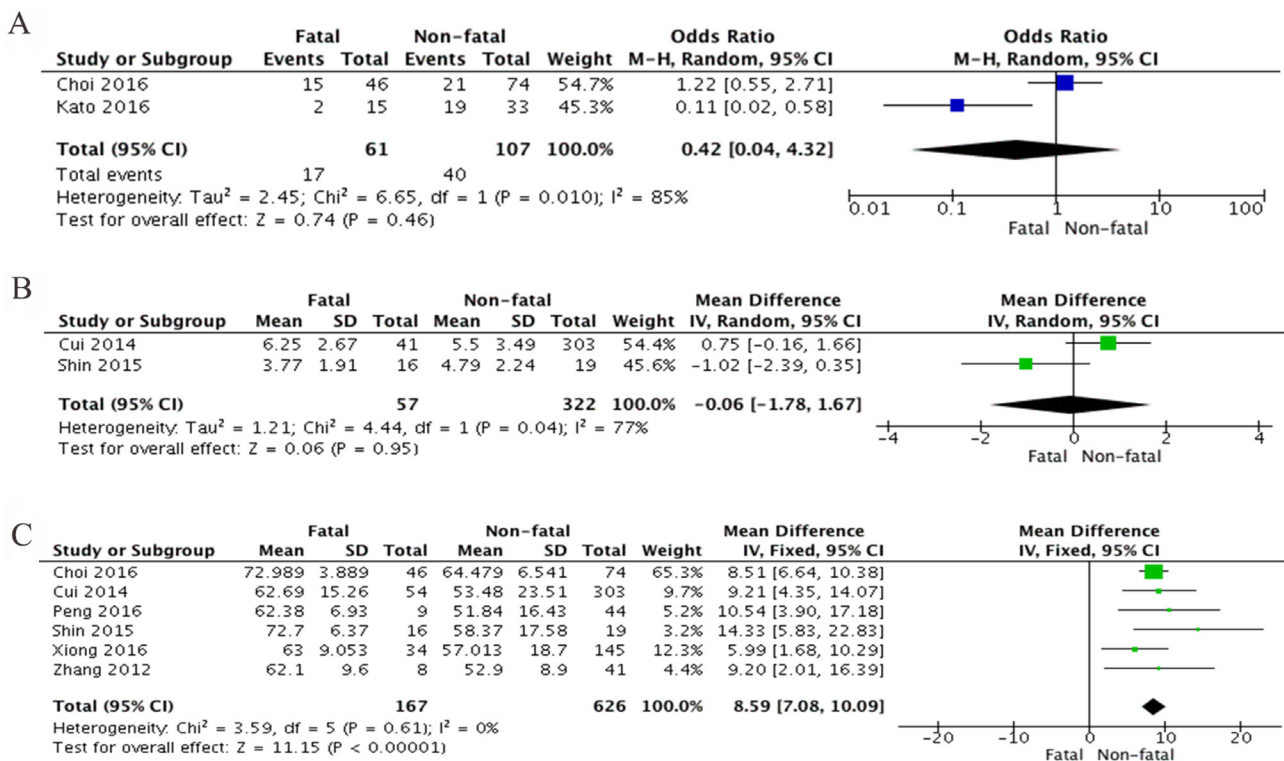 A
Fatal Non-fatal Odds Ratio Odds Ratio
Study or Subgroup Events Total Events Total Weight M-H, Random, 95% CI M-H, Random, 95% CI
Choi 2016 15 46 21 74 54.7% 1.22 [0.55, 2.71]
Kato 2016 2 15 19 33 45.3% 0.11 [0.02, 0.58]
Total (95% CI) 61 107 100.0% 0.42 [0.04, 4.32]
Total events 17 40
Heterogeneity: Tau² = 2.45; Chi² = 6.65, df = 1 (P = 0.010); I² = 85%
Test for overall effect: Z = 0.74 (P = 0.46)
0.01 0.1 1 10 100
Fatal Non-fatal
B
Fatal Non-fatal Mean Difference Mean Difference
Study or Subgroup Mean SD Total Mean SD Total Weight IV, Random, 95% CI IV, Random, 95% CI
Cui 2014 6.25 2.67 41 5.5 3.49 303 54.4% 0.75 [-0.16, 1.66]
Shin 2015 3.77 1.91 16 4.79 2.24 19 45.6% -1.02 [-2.39, 0.35]
Total (95% CI) 57 322 100.0% -0.06 [-1.78, 1.67]
Heterogeneity: Tau² = 1.21; Chi² = 4.44, df = 1 (P = 0.04); I² = 77%
Test for overall effect: Z = 0.06 (P = 0.95)
-4 -2 0 2 4
Fatal Non-fatal
C
Fatal Non-fatal Mean Difference Mean Difference
Study or Subgroup Mean SD Total Mean SD Total Weight IV, Fixed, 95% CI IV, Fixed, 95% CI
Choi 2016 72.989 3.889 46 64.479 6.541 74 65.3% 8.51 [6.64, 10.38]
Cui 2014 62.69 15.26 54 53.48 23.51 303 9.7% 9.21 [4.35, 14.07]
Peng 2016 62.38 6.93 9 51.84 16.43 44 5.2% 10.54 [3.90, 17.18]
Shin 2015 72.7 6.37 16 58.37 17.58 19 3.2% 14.33 [5.83, 22.83]
Xiong 2016 63 9.053 34 57.013 18.7 145 12.3% 5.99 [1.68, 10.29]
Zhang 2012 62.1 9.6 8 52.9 8.9 41 4.4% 9.20 [2.01, 16.39]
Total (95% CI) 167 626 100.0% 8.59 [7.08, 10.09]
Heterogeneity: Chi² = 3.59, df = 5 (P = 0.61); I² = 0%
Test for overall effect: Z = 11.15 (P < 0.00001)
-20 -10 0 10 20
Fatal Non-fatal